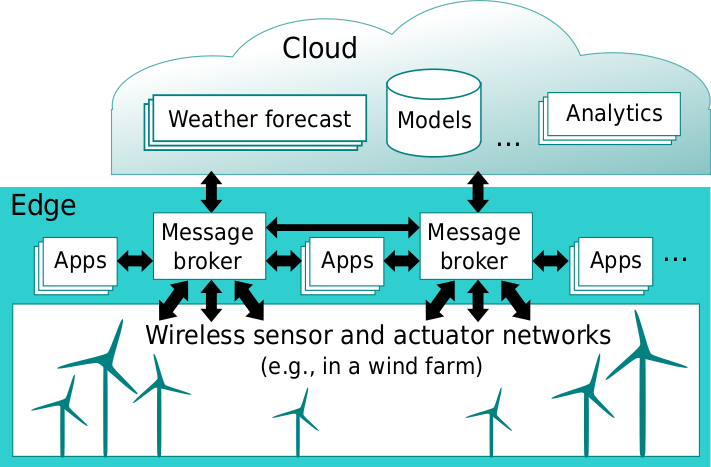 Cloud
Weather forecast
Models
...
Analytics
Edge
Apps
Message
broker
Apps
Message
broker
Apps
...
Wireless sensor and actuator networks
(e.g., in a wind farm)